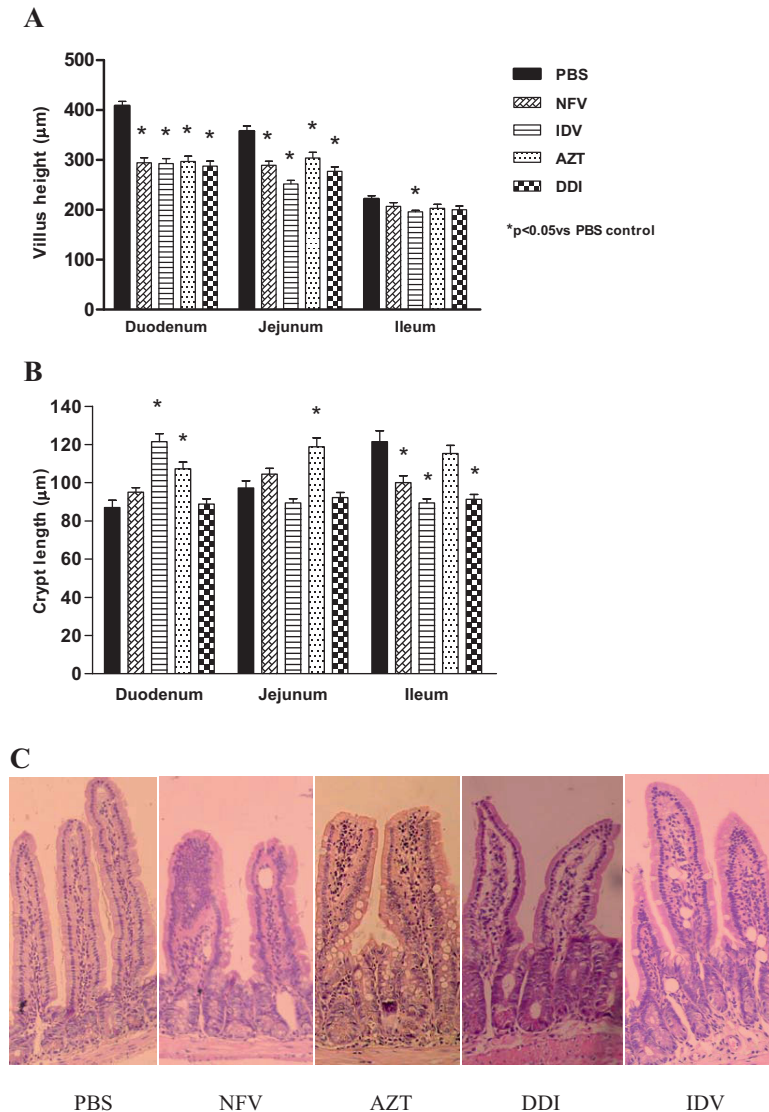 A
500
400
300
200
100
0
Villus height (µm)
* * * *
* * * *
*
Duodenum Jejunum Ileum
PBS
NFV
IDV
AZT
DDI
*p<0.05vs PBS control
B
140
120
100
80
60
40
20
0
Crypt length (µm)
* *
*
* * *
Duodenum Jejunum Ileum
C
PBS NFV AZT DDI IDV